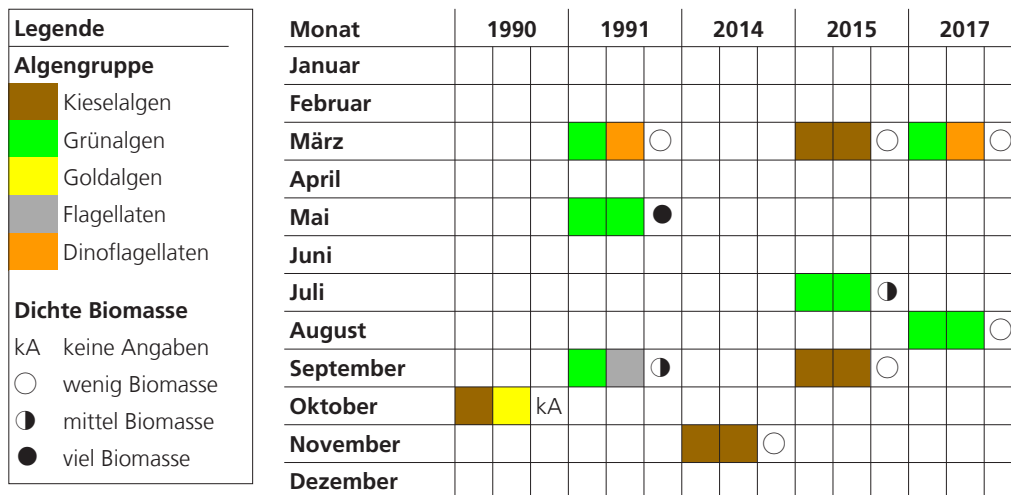 Legende
Algengruppe
Kieselalgen
Grünalgen
Goldalgen
Flagellaten
Dinoflagellaten
Dichte Biomasse
kA keine Angaben
wenig Biomasse
mittel Biomasse
viel Biomasse
Monat 1990 1991 2014 2015 2017
Januar
Februar
März
April
Mai
Juni
Juli
August
September
Oktober kA
November
Dezember